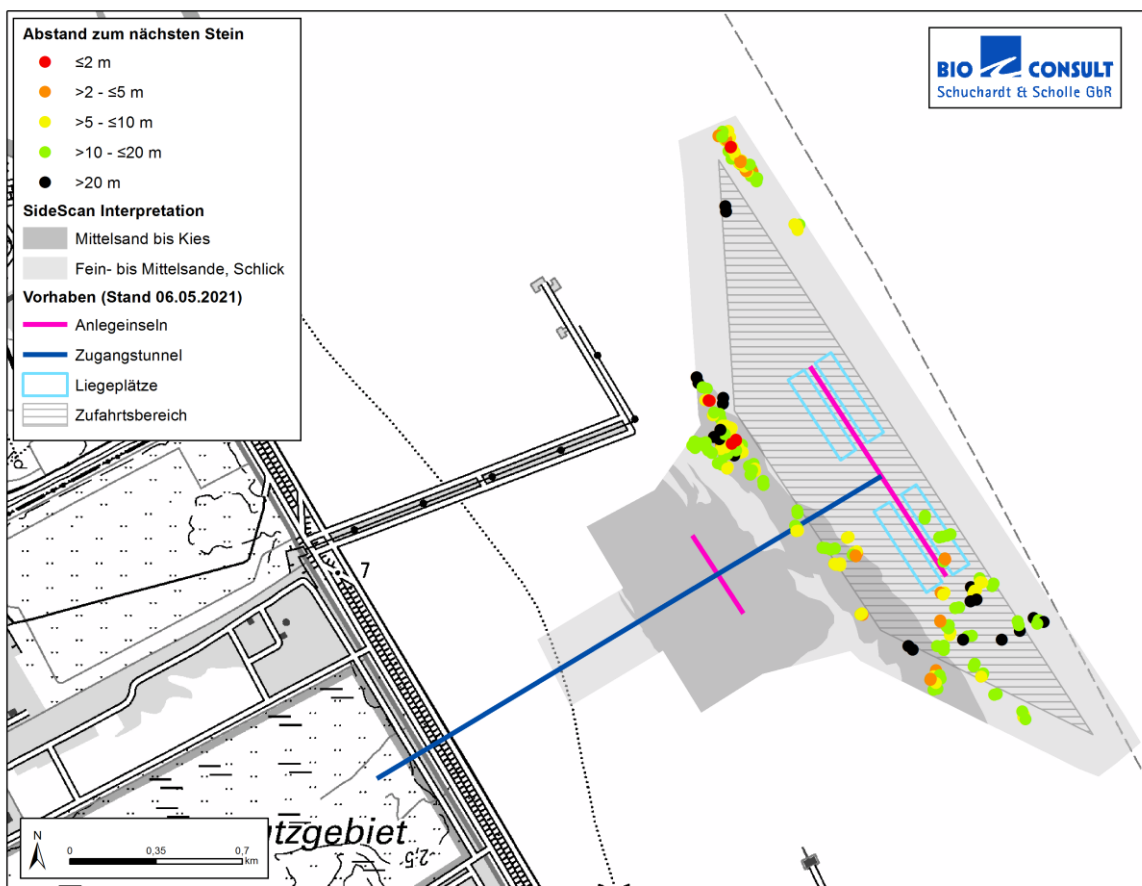 Abstand zum nächsten Stein
≤2 m
>2 - ≤5 m
>5 - ≤10 m
>10 - ≤20 m
>20 m
SideScan Interpretation
Mittelsand bis Kies
Fein- bis Mittelsande, Schlick
Vorhaben (Stand 06.05.2021)
Anlegeinseln
Zugangstunnel
Liegeplätze
Zufahrtsbereich
BIO CONSULT
Schuchardt & Scholle GbR
7
tzgebiet
-2,5
N
0 0,35 0,7
km